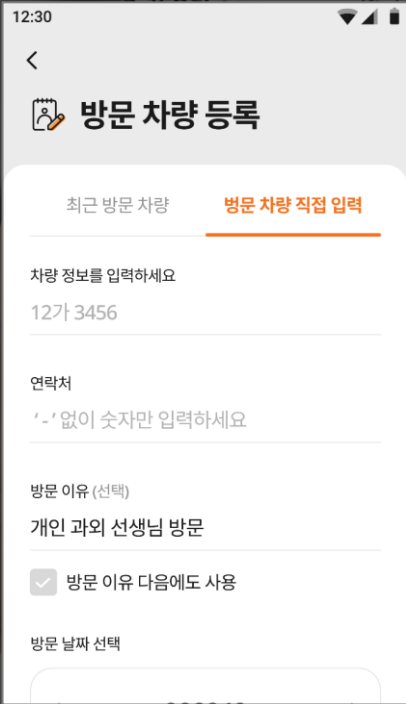 12:30
방문 차량 등록
최근 방문 차량
벙문 차량 직접 입력
차량 정보를 입력하세요
12가 3456
연락처
‘-‘ 없이 숫자만 입력하세요
방문 이유 (선택)
개인 과외 선생님 방문
방문 이유 다음에도 사용
방문 날짜 선택